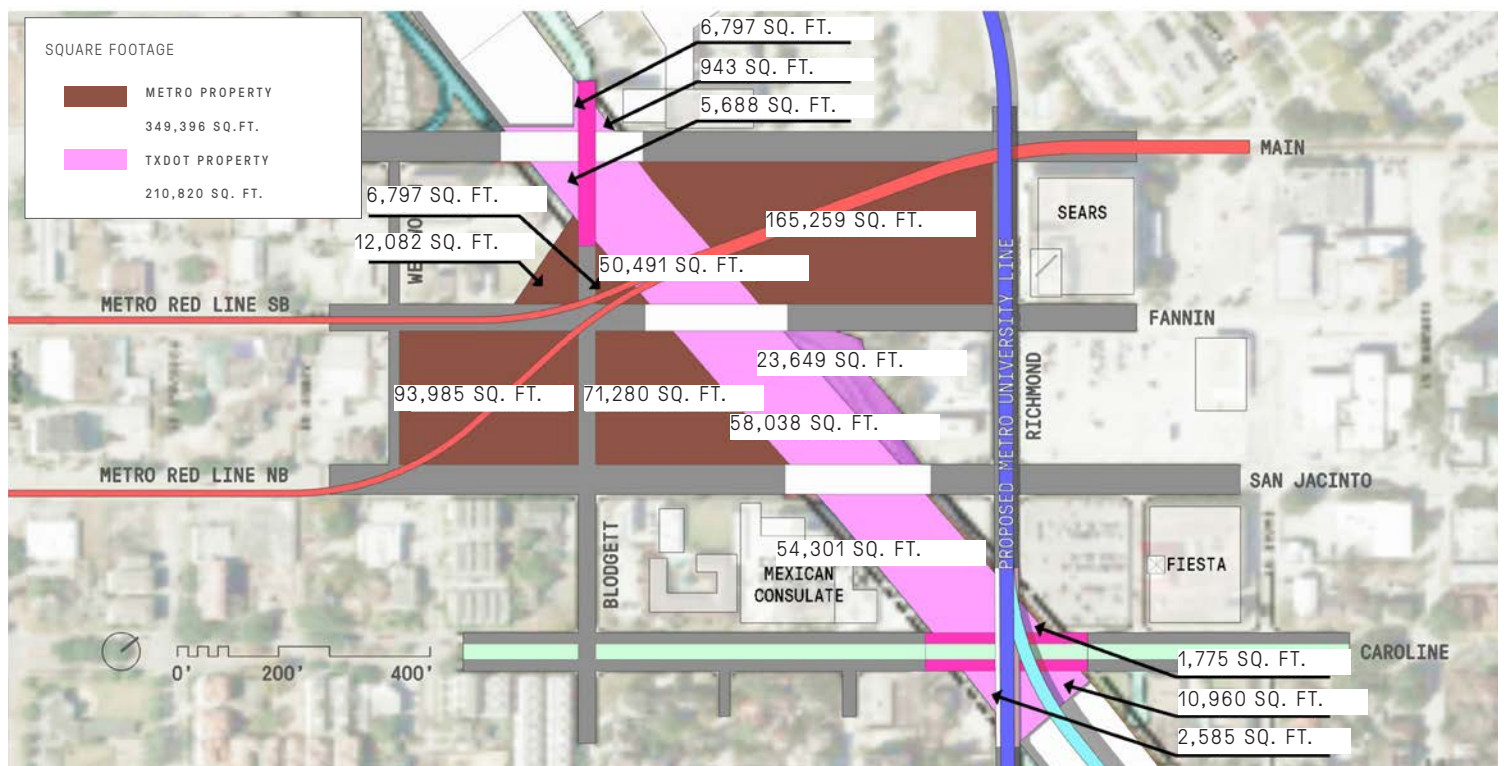 SQUARE FOOTAGE
METRO PROPERTY
349,396 SQ.FT.
TXDOT PROPERTY
210,820 SQ. FT.
6,797 SQ. FT.
943 SQ. FT.
5,688 SQ. FT.
MAIN
6,797 SQ. FT.
12,082 SQ. FT.
165,259 SQ. FT.
SEARS
50,491 SQ. FT.
METRO RED LINE SB
FANNIN
PROPOSED METRO UNIVERSITY LINE
RICHMOND
23,649 SQ. FT.
93,985 SQ. FT.
71,280 SQ. FT.
58,038 SQ. FT.
METRO RED LINE NB
SAN JACINTO
BLODGETT
54,301 SQ. FT.
MEXICAN
CONSULATE
FIESTA
0'
200'
400'
CAROLINE
1,775 SQ. FT.
10,960 SQ. FT.
2,585 SQ. FT.